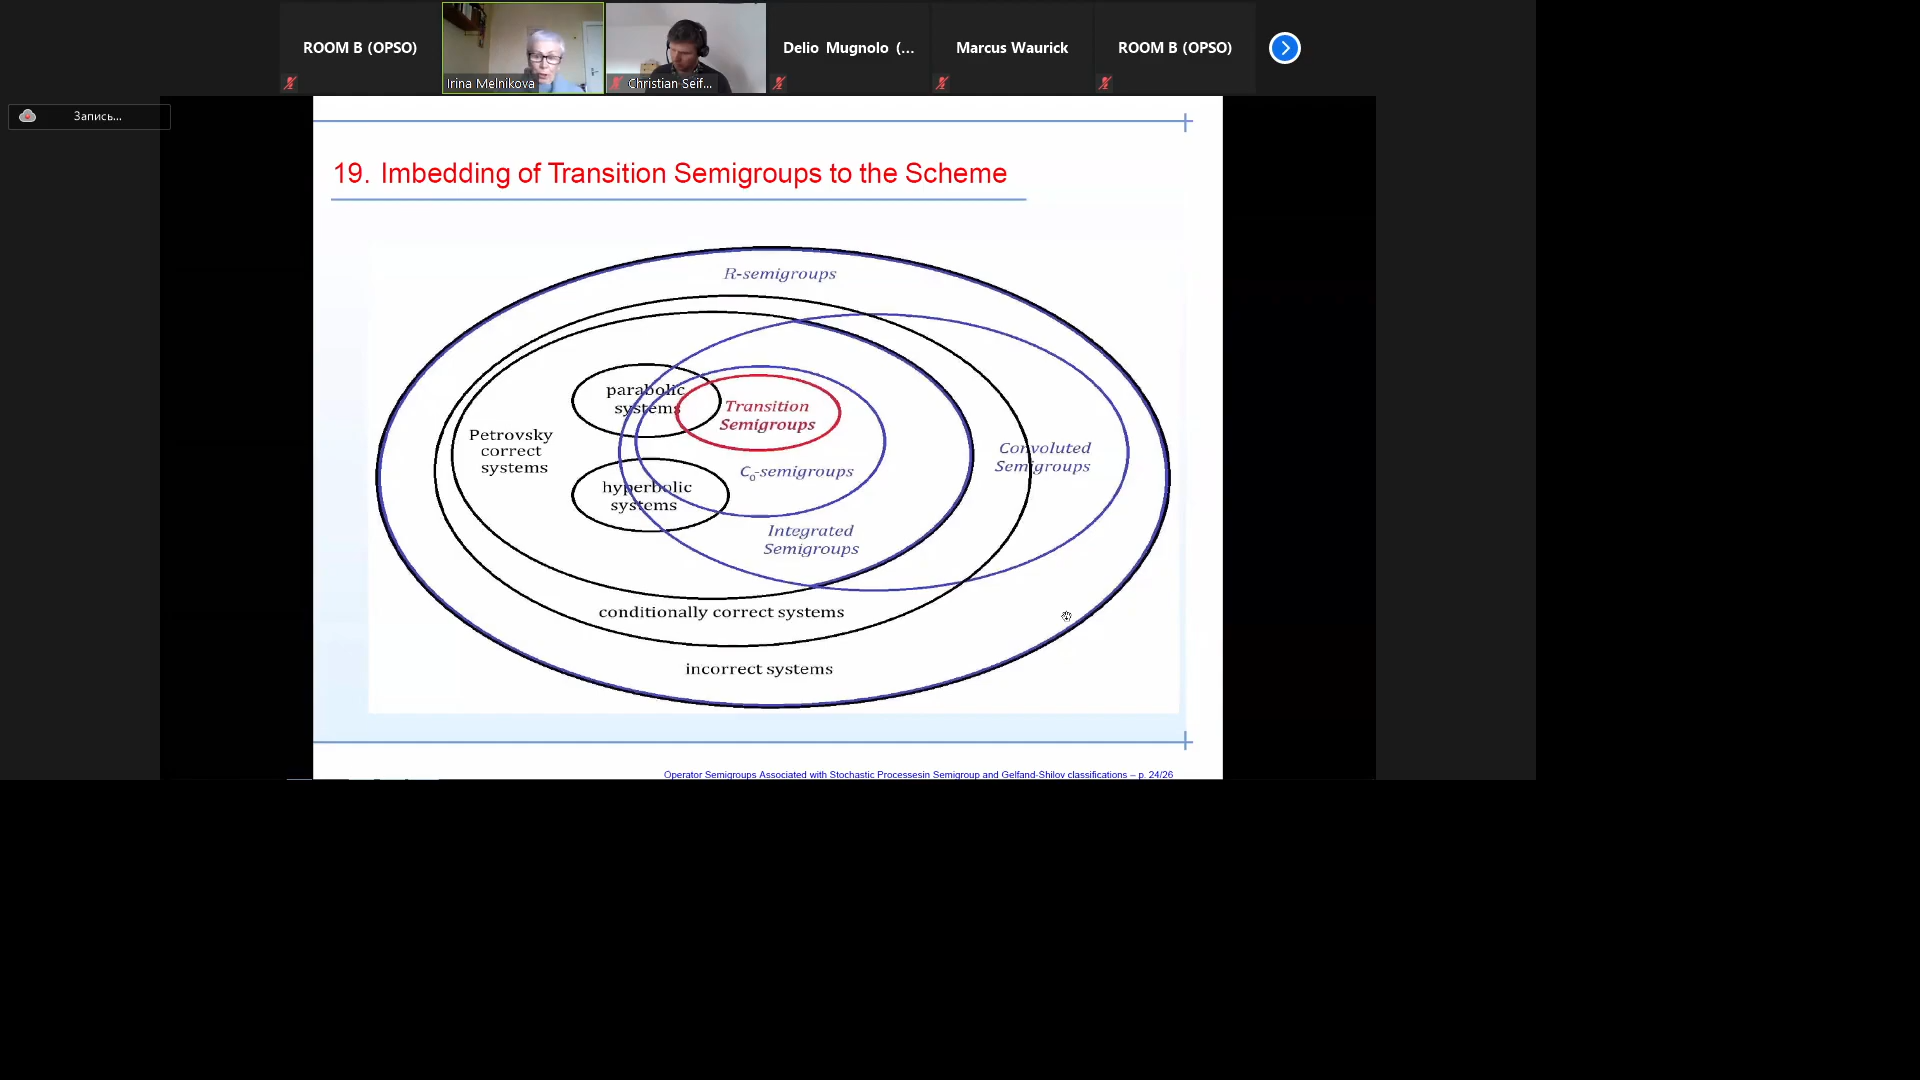 ROOM B (OPSO)
Irina Melnikova
Christian Seif...
Delio Mugnolo (...
Marcus Waurick
ROOM B (OPSO)
Запись...
19. Imbedding of Transition Semigroups to the Scheme
R-semigroups
parabolic
systems
Transition
Semigroups
Petrovsky
correct
systems
Convoluted
Semigroups
C₀-semigroups
hyperbolic
systems
Integrated
Semigroups
conditionally correct systems
incorrect systems
Operator Semigroups Associated with Stochastic Processesin Semigroup and Gelfand-Shilov classifications – p. 24/26